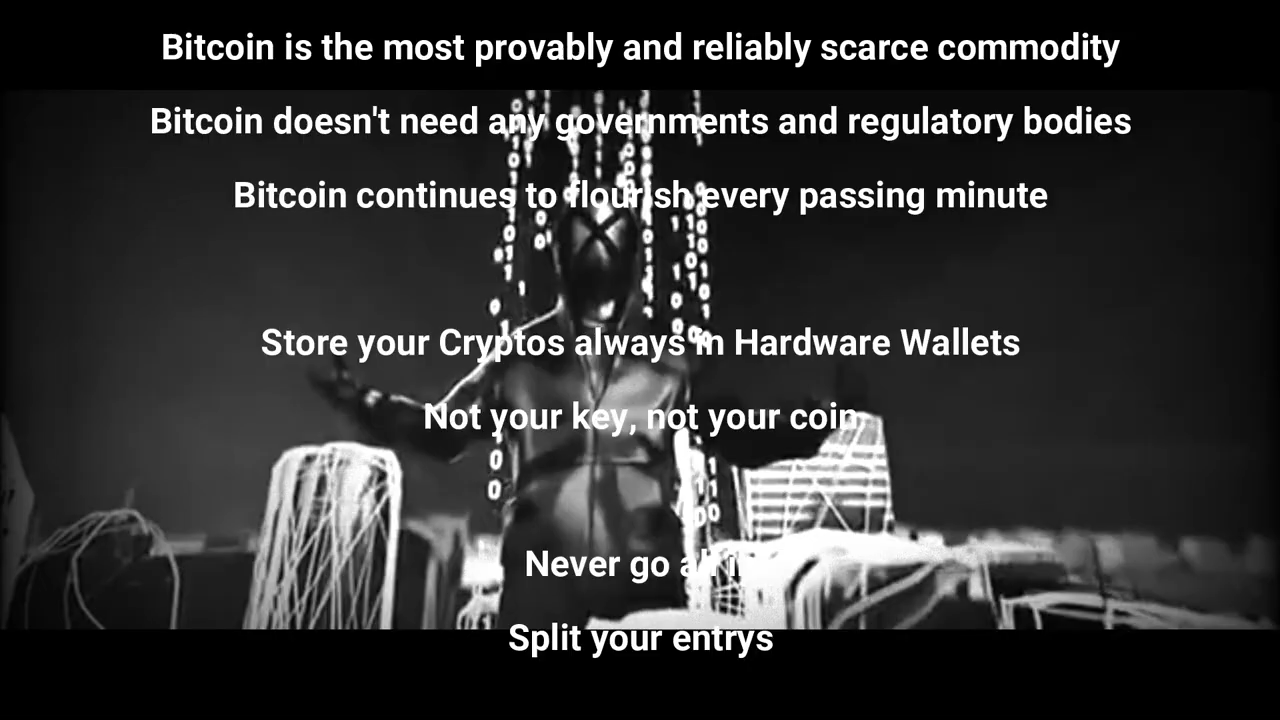 Bitcoin is the most provably and reliably scarce commodity
Bitcoin doesn't need any governments and regulatory bodies
Bitcoin continues to flourish every passing minute
Store your Cryptos always in Hardware Wallets
Not your key, not your coin
Never go all in
Split your entrys